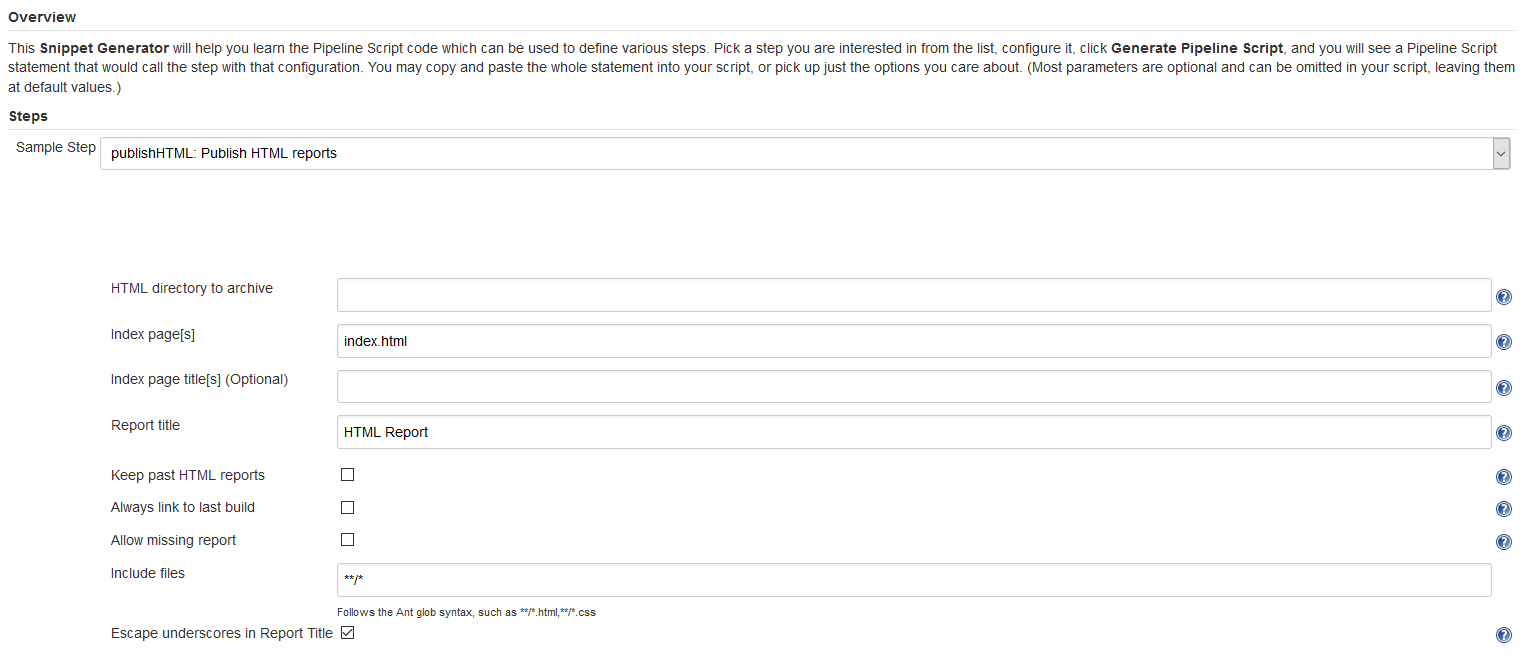 Overview
This Snippet Generator will help you learn the Pipeline Script code which can be used to define various steps. Pick a step you are interested in from the list, configure it, click Generate Pipeline Script, and you will see a Pipeline Script
statement that would call the step with that configuration. You may copy and paste the whole statement into your script, or pick up just the options you care about. (Most parameters are optional and can be omitted in your script, leaving them
at default values.)
Steps
Sample Step publishHTML: Publish HTML reports
HTML directory to archive
Index page[s] index.html
Index page title[s] (Optional)
Report title HTML Report
Keep past HTML reports
Always link to last build
Allow missing report
Include files **/*
Follows the Ant glob syntax, such as **/*.html,**/*.css
Escape underscores in Report Title